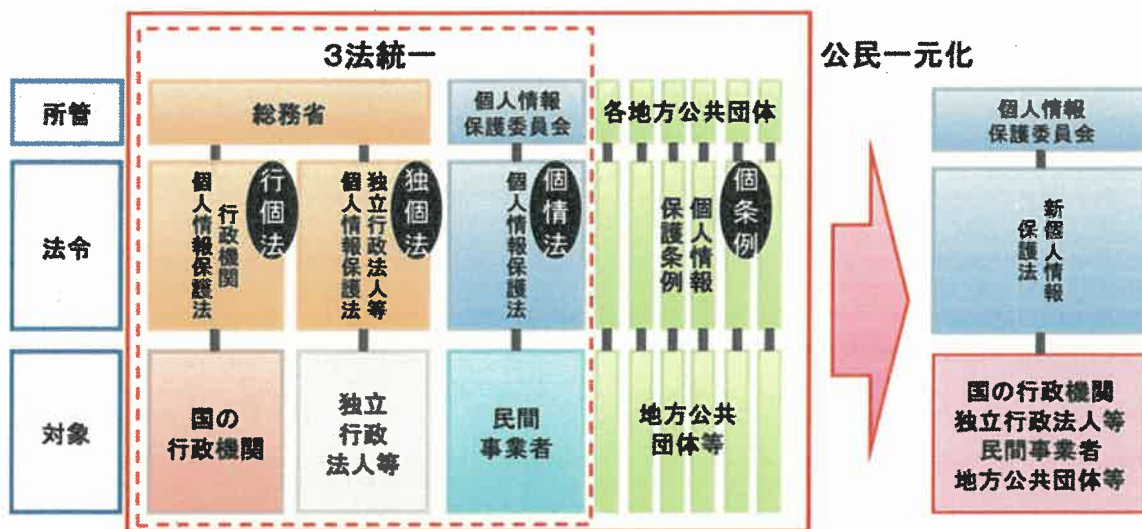 3法統一
公民一元化
所管
総務省
個人情報
保護委員会
各地方公共団体
個人情報
保護委員会
法令
行政機関
個人情報保護法
行個法
独立行政法人等
個人情報保護法
独個法
個人情報保護法
個情法
個人情報
保護条例
個条例
新個人情報
保護法
対象
国の
行政機関
独立
行政
法人等
民間
事業者
地方公共
団体等
国の行政機関
独立行政法人等
民間事業者
地方公共団体等